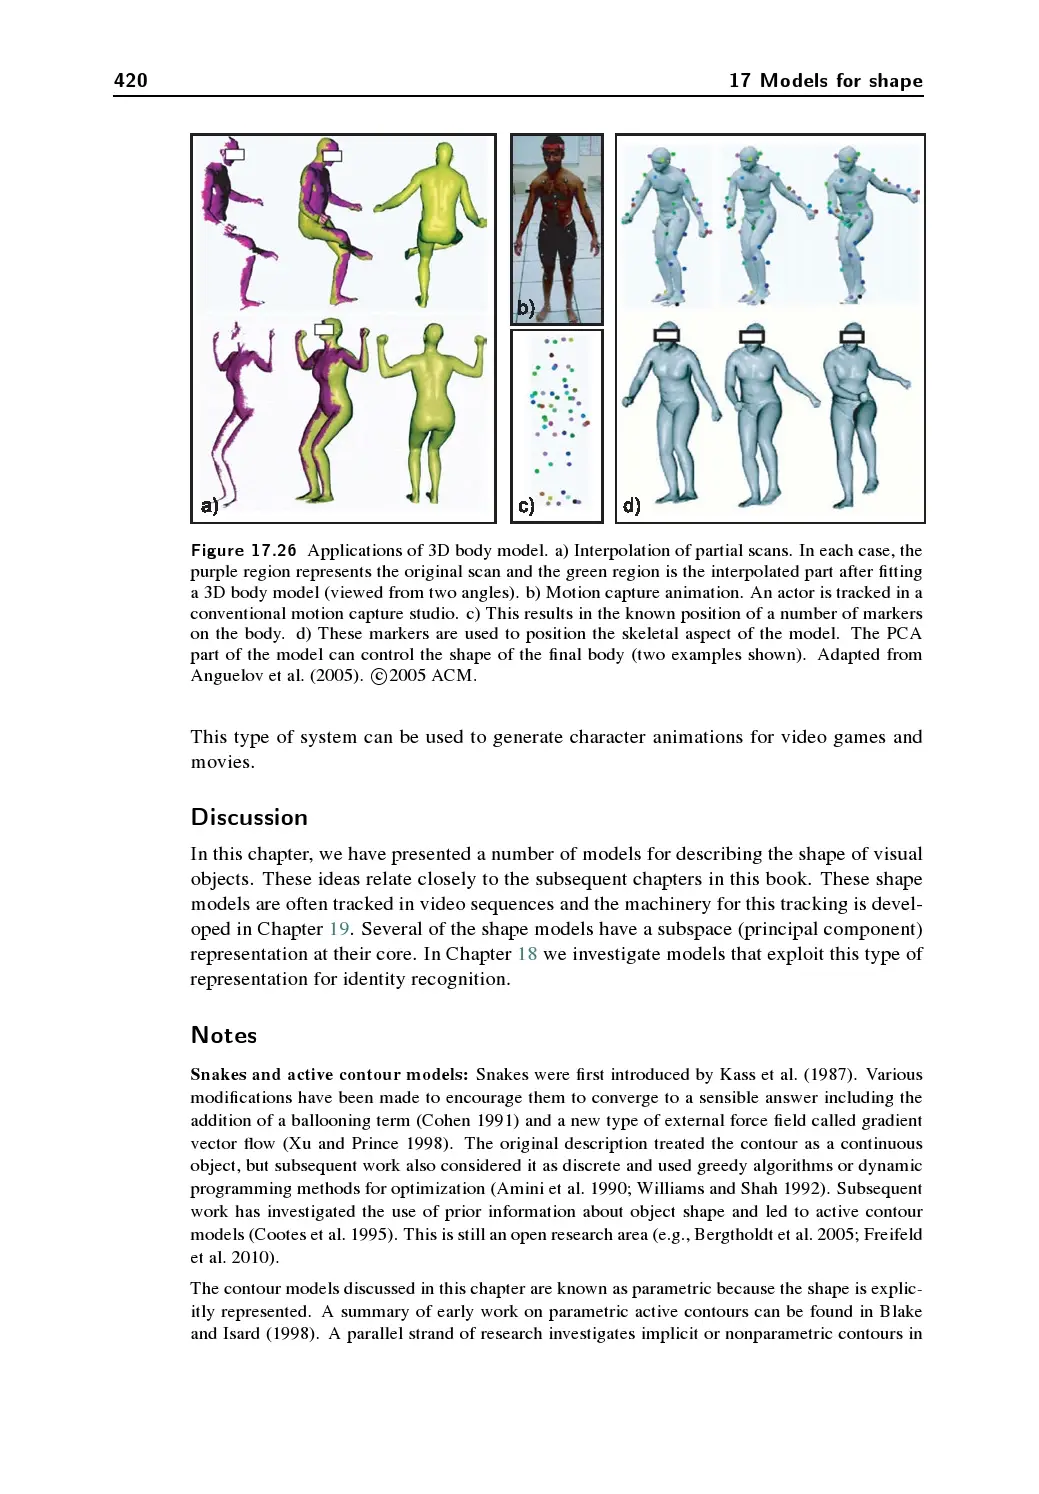 420
17 Models for shape
a)
b)
c)
d)
Figure 17.26 Applications of 3D body model. a) Interpolation of partial scans. In each case, the
purple region represents the original scan and the green region is the interpolated part after fitting
a 3D body model (viewed from two angles). b) Motion capture animation. An actor is tracked in a
conventional motion capture studio. c) This results in the known position of a number of markers
on the body. d) These markers are used to position the skeletal aspect of the model. The PCA
part of the model can control the shape of the final body (two examples shown). Adapted from
Anguelov et al. (2005). ©2005 ACM.
This type of system can be used to generate character animations for video games and
movies.
Discussion
In this chapter, we have presented a number of models for describing the shape of visual
objects. These ideas relate closely to the subsequent chapters in this book. These shape
models are often tracked in video sequences and the machinery for this tracking is devel-
oped in Chapter 19. Several of the shape models have a subspace (principal component)
representation at their core. In Chapter 18 we investigate models that exploit this type of
representation for identity recognition.
Notes
Snakes and active contour models: Snakes were first introduced by Kass et al. (1987). Various
modifications have been made to encourage them to converge to a sensible answer including the
addition of a ballooning term (Cohen 1991) and a new type of external force field called gradient
vector flow (Xu and Prince 1998). The original description treated the contour as a continuous
object, but subsequent work also considered it as discrete and used greedy algorithms or dynamic
programming methods for optimization (Amini et al. 1990; Williams and Shah 1992). Subsequent
work has investigated the use of prior information about object shape and led to active contour
models (Cootes et al. 1995). This is still an open research area (e.g., Bergtholdt et al. 2005; Freifeld
et al. 2010).
The contour models discussed in this chapter are known as parametric because the shape is explic-
itly represented. A summary of early work on parametric active contours can be found in Blake
and Isard (1998). A parallel strand of research investigates implicit or nonparametric contours in